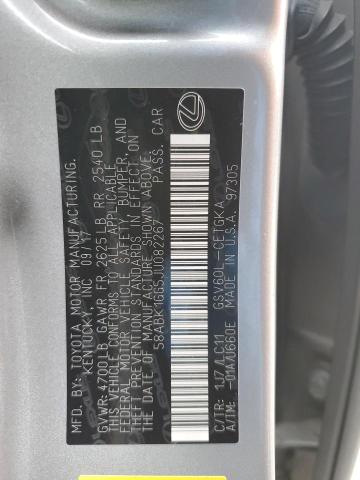 MFD. BY: TOYOTA MOTOR MANUFACTURING,
KENTUCKY, INC. 09/17
GVWR: 4700LB GAWR FR 2625LB RR 2540 LB
THIS VEHICLE CONFORMS TO ALL APPLICABLE
FEDERAL MOTOR VEHICLE SAFETY, BUMPER, AND
THEFT PREVENTION STANDARDS IN EFFECT ON
THE DATE OF MANUFACTURE SHOWN ABOVE.
58ABK1GG5JU082267 PASS. CAR
C/TR: 1J7 /LC11 GSV60L-CETGKA
A/TM: -01A/U660E MADE IN U.S.A. 97305